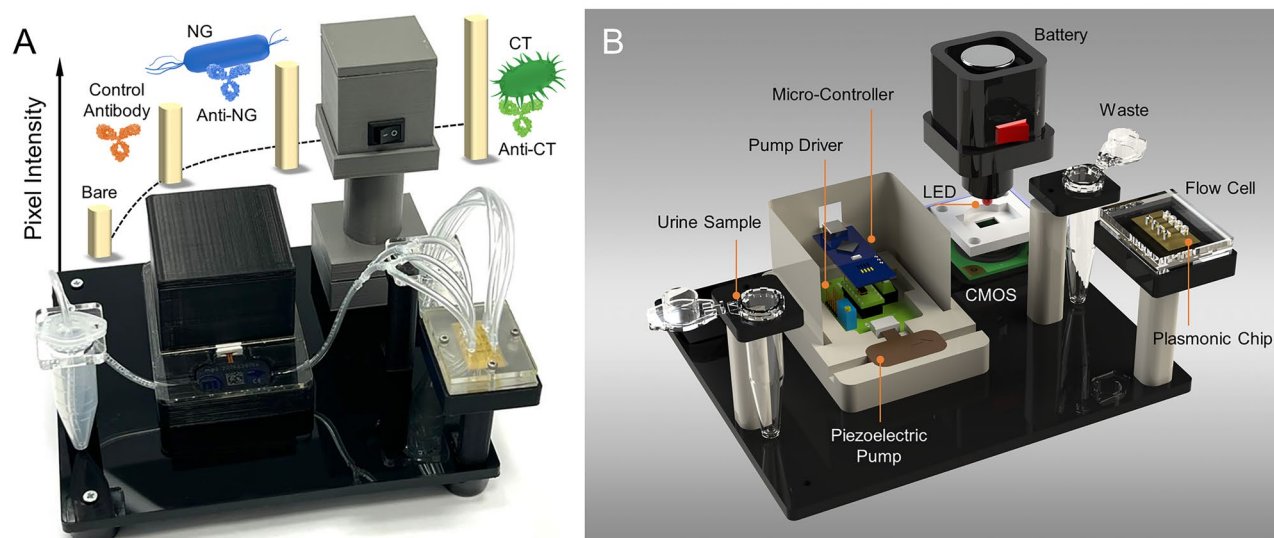 A
NG
CT
Control
Antibody
Anti-NG
Anti-CT
Bare
Pixel Intensity
B
Battery
Micro-Controller
Waste
Pump Driver
LED
Flow Cell
Urine Sample
CMOS
Plasmonic Chip
Piezoelectric
Pump